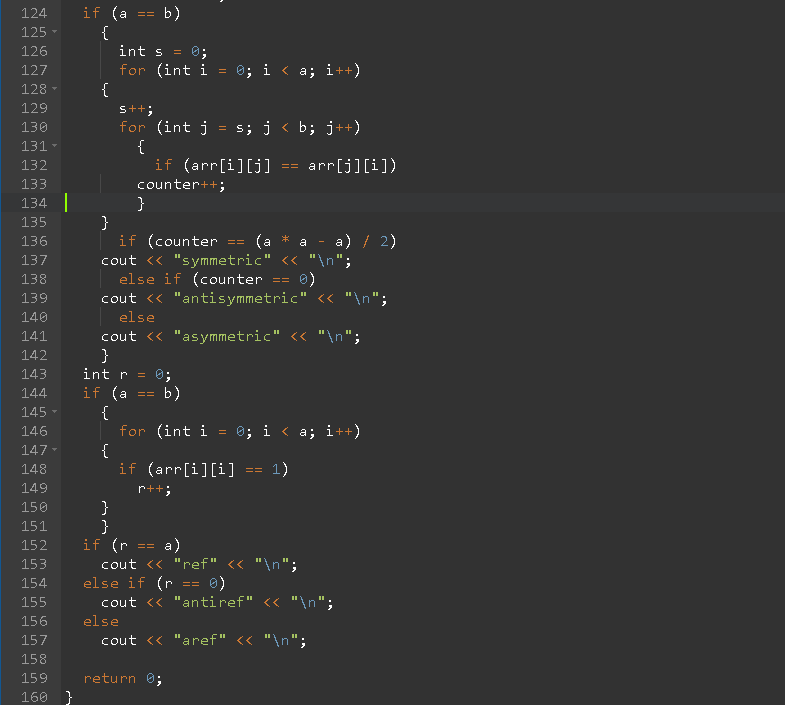 124 if (a == b)
125 {
126 int s = 0;
127 for (int i = 0; i < a; i++)
128 {
129 s++;
130 for (int j = s; j < b; j++)
131 {
132 if (arr[i][j] == arr[j][i])
133 counter++;
134 }
135 }
136 if (counter == (a * a - a) / 2)
137 cout << "symmetric" << "\n";
138 else if (counter == 0)
139 cout << "antisymmetric" << "\n";
140 else
141 cout << "asymmetric" << "\n";
142 }
143 int r = 0;
144 if (a == b)
145 {
146 for (int i = 0; i < a; i++)
147 {
148 if (arr[i][i] == 1)
149 r++;
150 }
151 }
152 if (r == a)
153 cout << "ref" << "\n";
154 else if (r == 0)
155 cout << "antiref" << "\n";
156 else
157 cout << "aref" << "\n";
158
159 return 0;
160 }